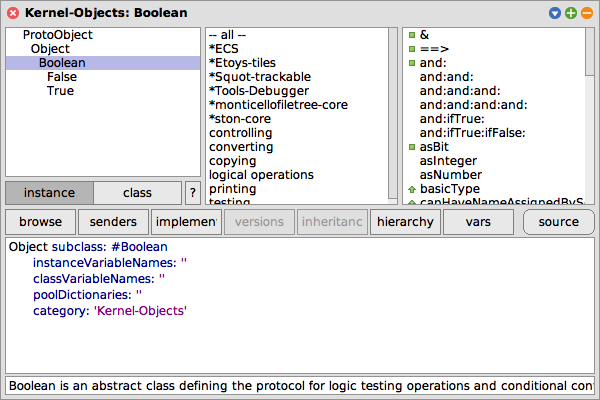 Kernel-Objects: Boolean
ProtoObject
Object
Boolean
False
True
instance class ?
-- all --
*ECS
*Etoys-tiles
*Squot-trackable
*Tools-Debugger
*monticellofiletree-core
*ston-core
controlling
converting
copying
logical operations
printing
testing
&
==>
and:
and:and:
and:and:and:
and:and:and:and:
and:ifTrue:
and:ifTrue:ifFalse:
asBit
asInteger
asNumber
basicType
canHaveNameAssignedByS
browse senders implemen versions inheritanc hierarchy vars source
Object subclass: #Boolean
instanceVariableNames: ''
classVariableNames: ''
poolDictionaries: ''
category: 'Kernel-Objects'
Boolean is an abstract class defining the protocol for logic testing operations and conditional con